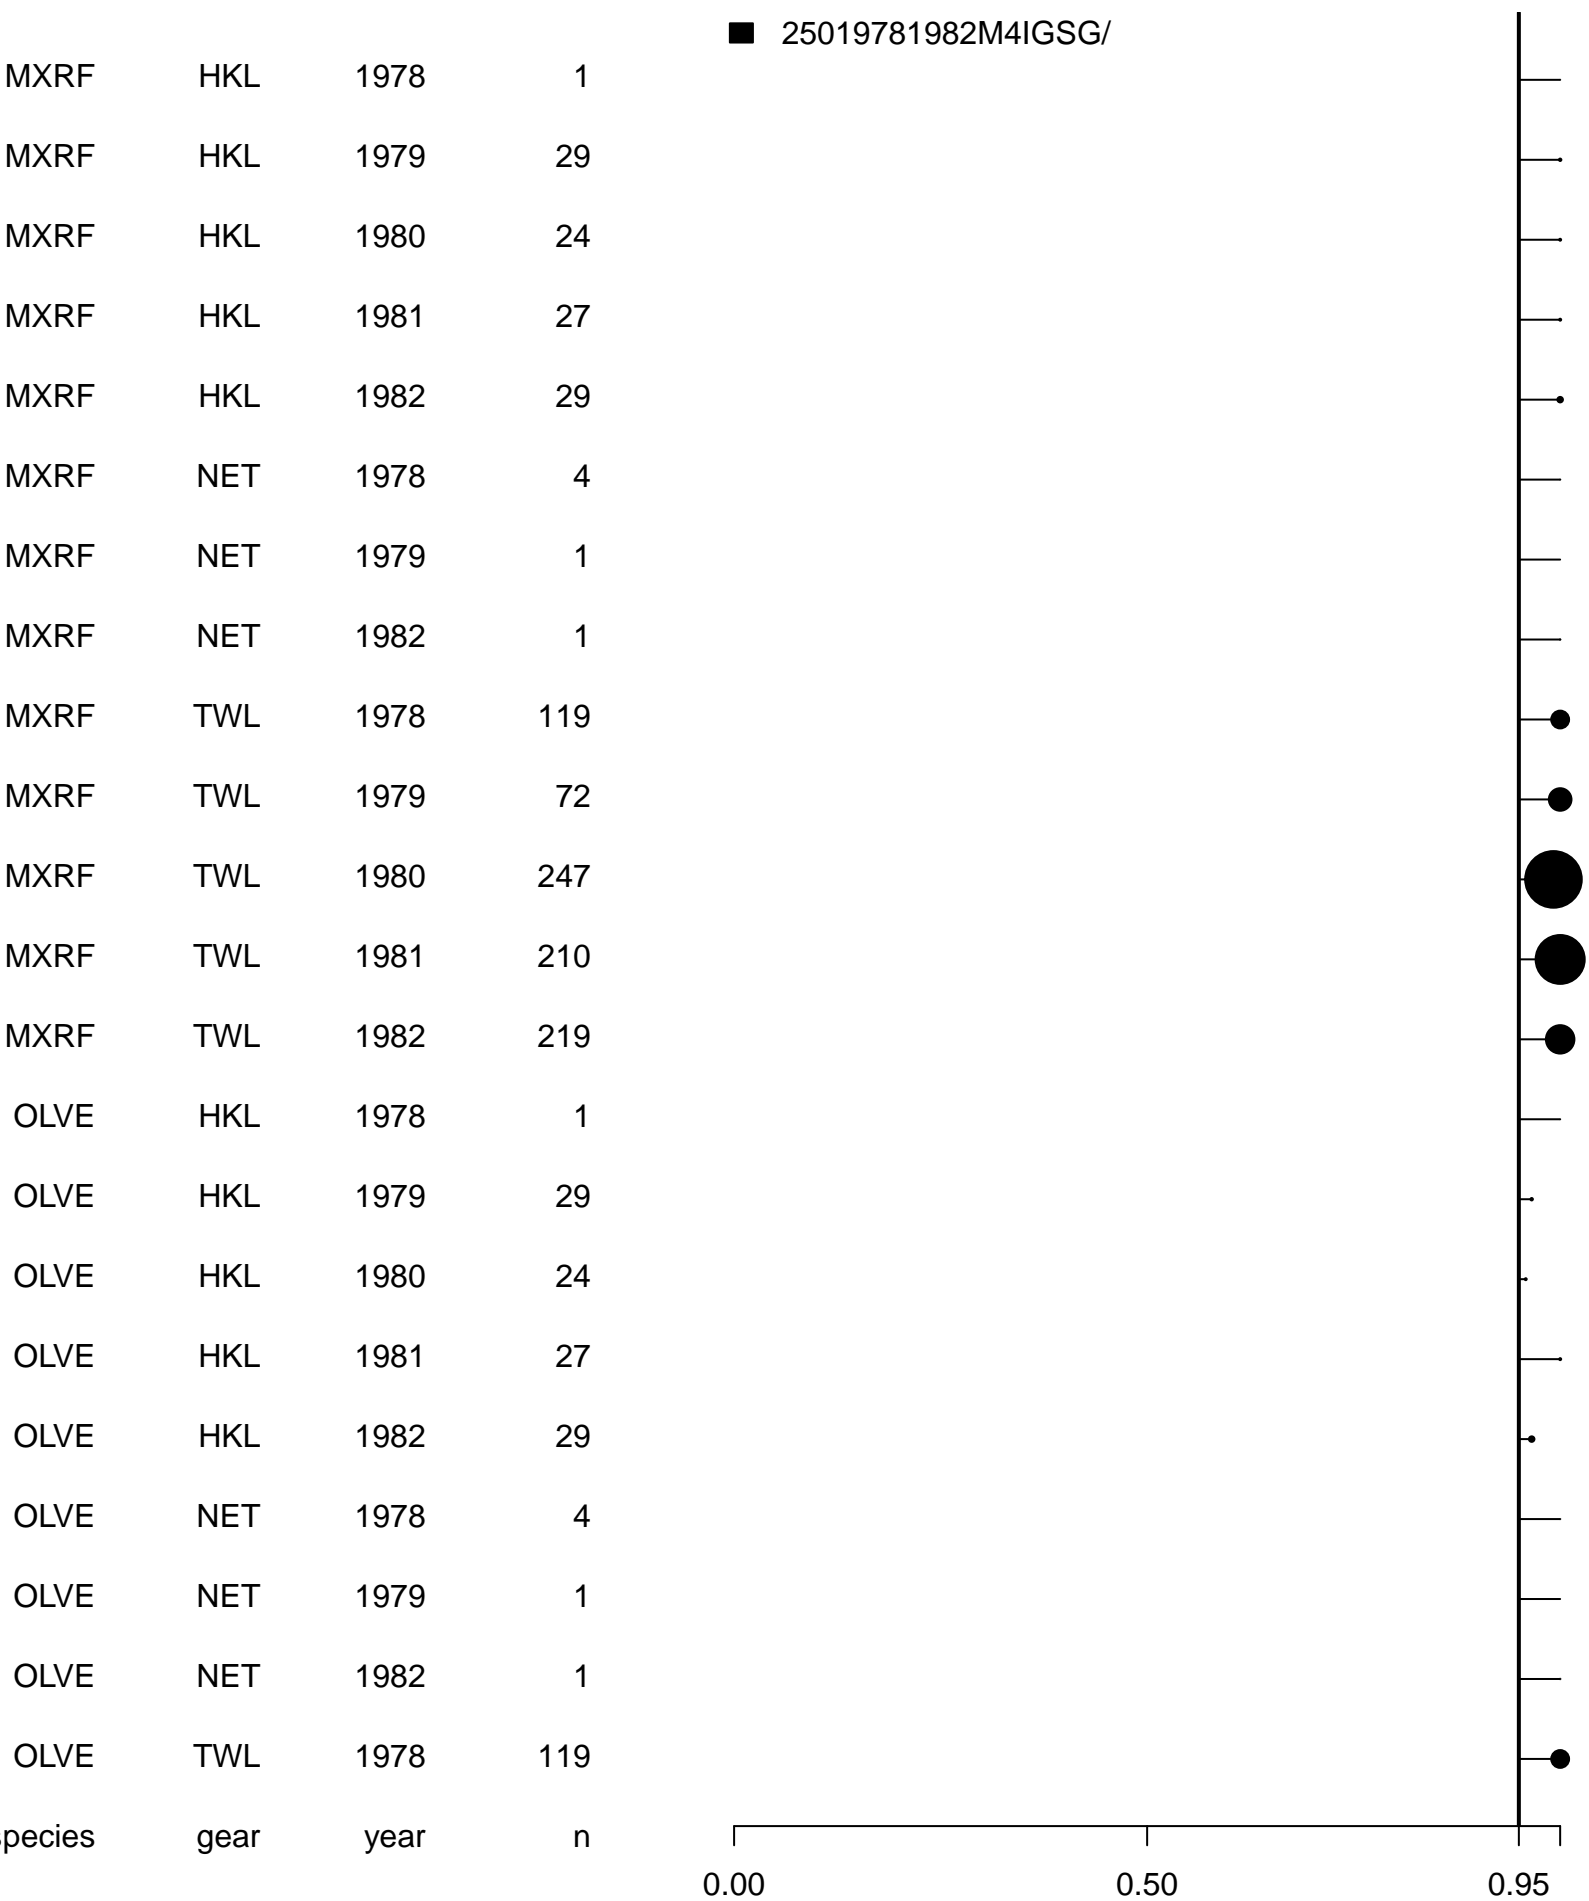 25019781982M4IGSG/
MXRF HKL 1978 1
MXRF HKL 1979 29
MXRF HKL 1980 24
MXRF HKL 1981 27
MXRF HKL 1982 29
MXRF NET 1978 4
MXRF NET 1979 1
MXRF NET 1982 1
MXRF TWL 1978 119
MXRF TWL 1979 72
MXRF TWL 1980 247
MXRF TWL 1981 210
MXRF TWL 1982 219
OLVE HKL 1978 1
OLVE HKL 1979 29
OLVE HKL 1980 24
OLVE HKL 1981 27
OLVE HKL 1982 29
OLVE NET 1978 4
OLVE NET 1979 1
OLVE NET 1982 1
OLVE TWL 1978 119
species gear year n
0.00 0.50 0.95